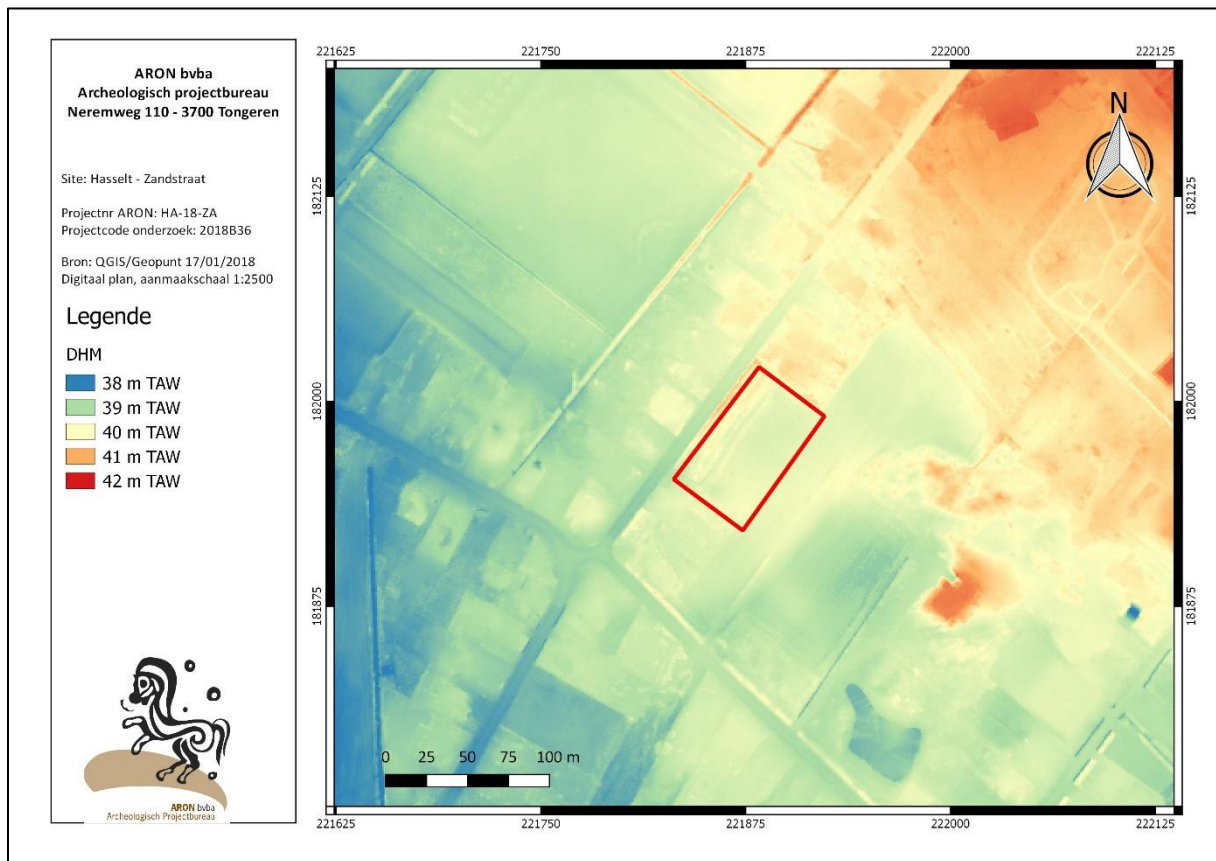 ARON bvba
Archeologisch projectbureau
Neremweg 110 - 3700 Tongeren
Site: Hasselt - Zandstraat
Projectnr ARON: HA-18-ZA
Projectcode onderzoek: 2018B36
Bron: QGIS/Geopunt 17/01/2018
Digitaal plan, aanmaakschaal 1:2500
Legende
DHM
38 m TAW
39 m TAW
40 m TAW
41 m TAW
42 m TAW
ARON bvba
Archeologisch Projectbureau
221625 221750 221875 222000 222125
N
182125 182125
182000 182000
181875 181875
0 25 50 75 100 m
221625 221750 221875 222000 222125